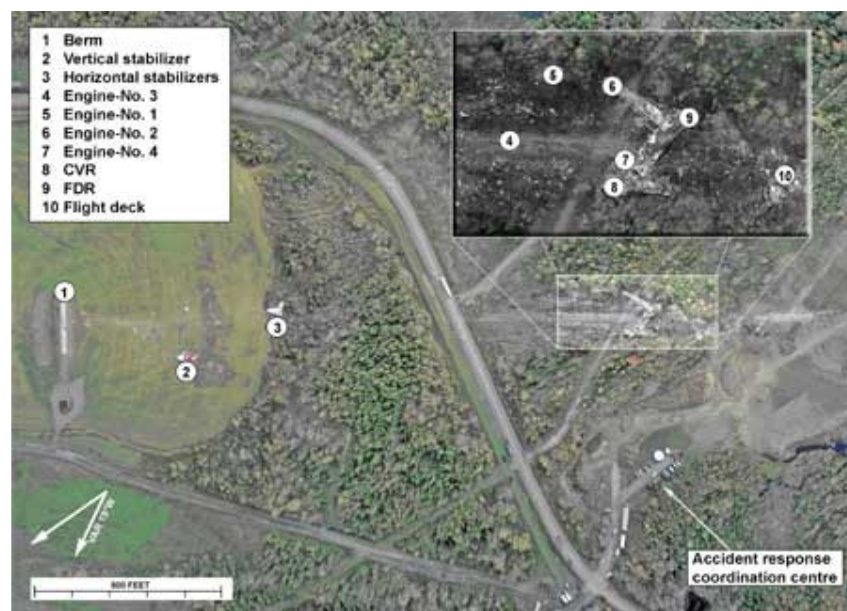 1 Berm
2 Vertical stabilizer
3 Horizontal stabilizers
4 Engine-No. 3
5 Engine-No. 1
6 Engine-No. 2
7 Engine-No. 4
8 CVR
9 FDR
10 Flight deck
5
6
9
4
7
10
8
1
3
2
VAR 19°W
Accident response
coordination centre
800 FEET